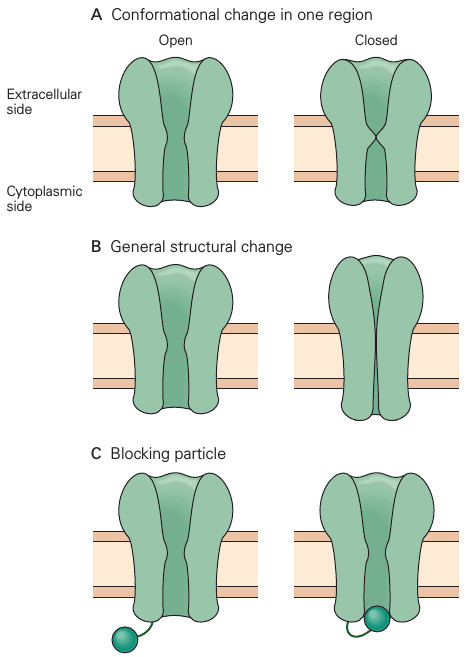 A Conformational change in one region
Open
Closed
Extracellular
side
Cytoplasmic
side
B General structural change
C Blocking particle